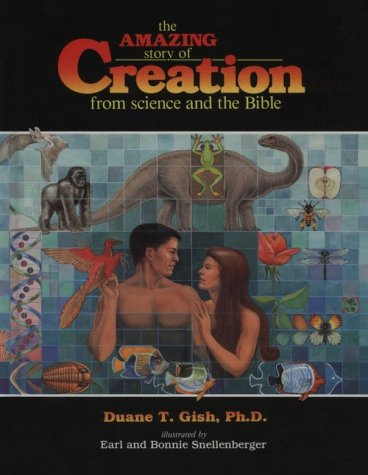 the
AMAZING
story of
Creation
from science and the Bible
Duane T. Gish, Ph.D.
illustrated by
Earl and Bonnie Snellenberger